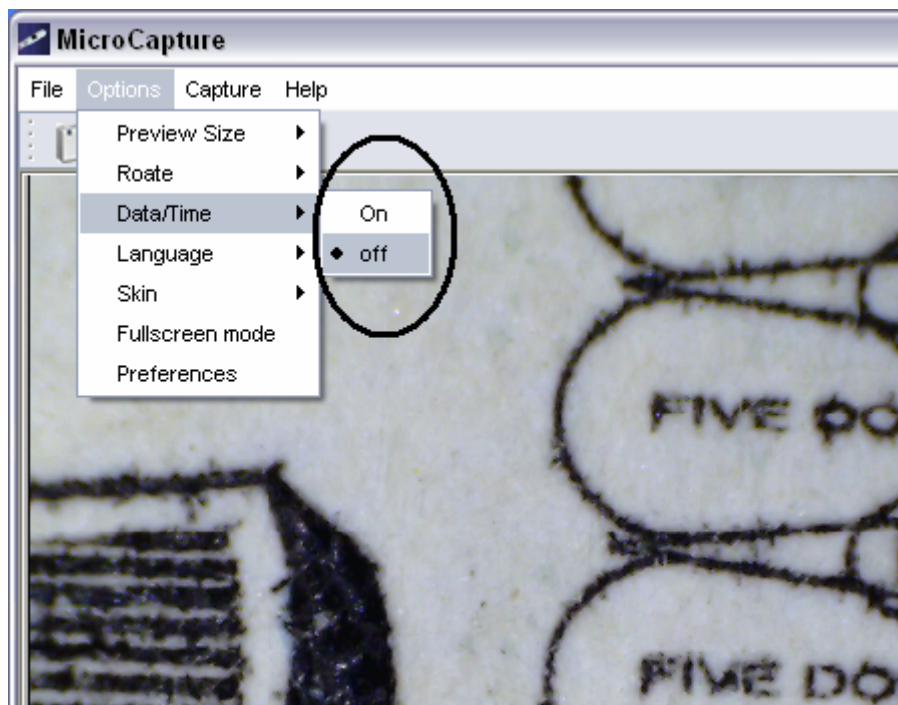 MicroCapture
File Options Capture Help
Preview Size
Roate
Data/Time
On
Language
off
Skin
Fullscreen mode
Preferences
FIVE DO
FIVE DO